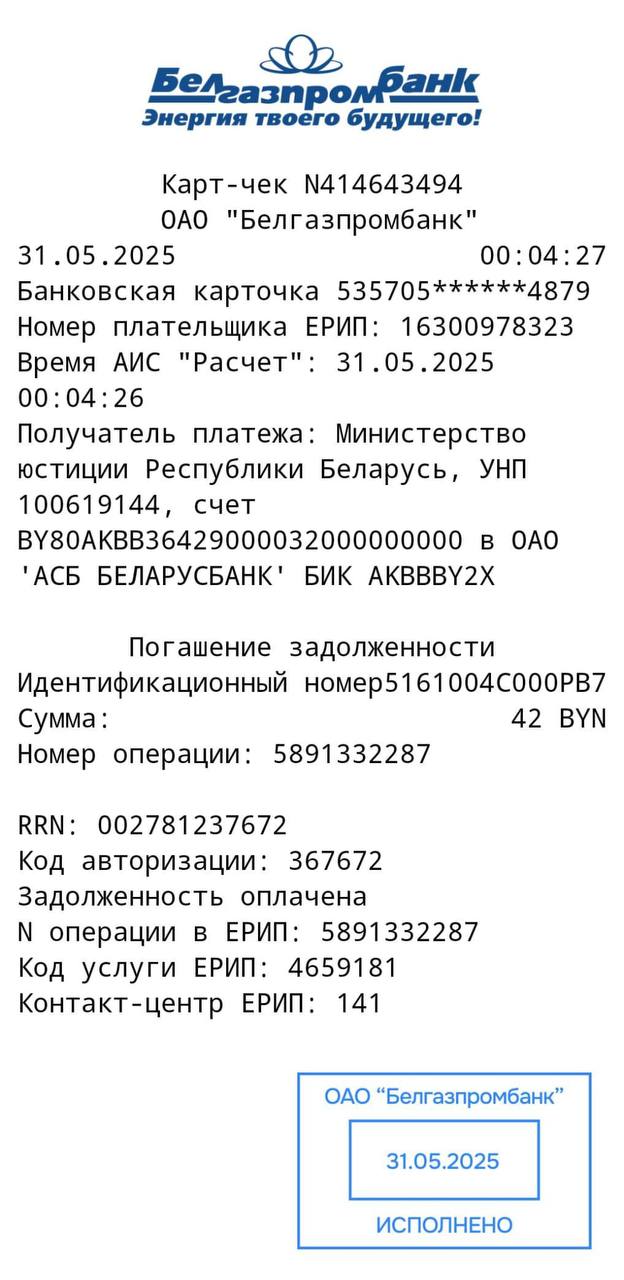 Белгазпромбанк
Энергия твоего будущего!
Карт-чек N414643494
ОАО "Белгазпромбанк"
31.05.2025 00:04:27
Банковская карточка 535705******4879
Номер плательщика ЕРИП: 16300978323
Время АИС "Расчет": 31.05.2025
00:04:26
Получатель платежа: Министерство
юстиции Республики Беларусь, УНП
100619144, счет
BY80AKBB36429000032000000000 в ОАО
'АСБ БЕЛАРУСБАНК' БИК AKBBBY2X
Погашение задолженности
Идентификационный номер5161004C000PB7
Сумма: 42 BYN
Номер операции: 5891332287
RRN: 002781237672
Код авторизации: 367672
Задолженность оплачена
N операции в ЕРИП: 5891332287
Код услуги ЕРИП: 4659181
Контакт-центр ЕРИП: 141
ОАО “Белгазпромбанк”
31.05.2025
ИСПОЛНЕНО